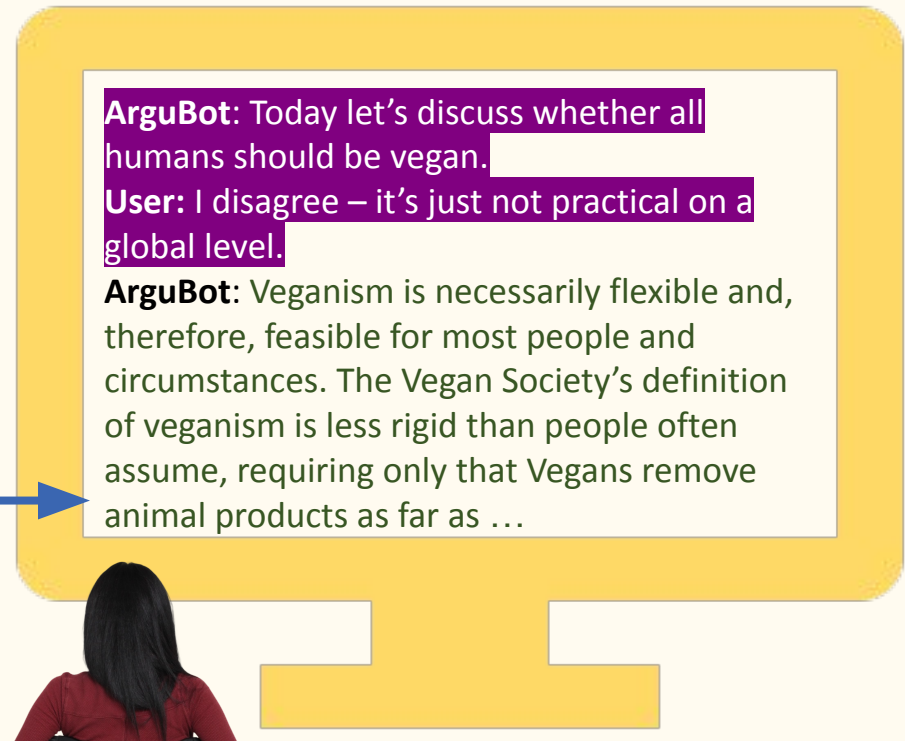 ArguBot: Today let’s discuss whether all
humans should be vegan.
User: I disagree – it’s just not practical on a
global level.
ArguBot: Veganism is necessarily flexible and,
therefore, feasible for most people and
circumstances. The Vegan Society’s definition
of veganism is less rigid than people often
assume, requiring only that Vegans remove
animal products as far as …